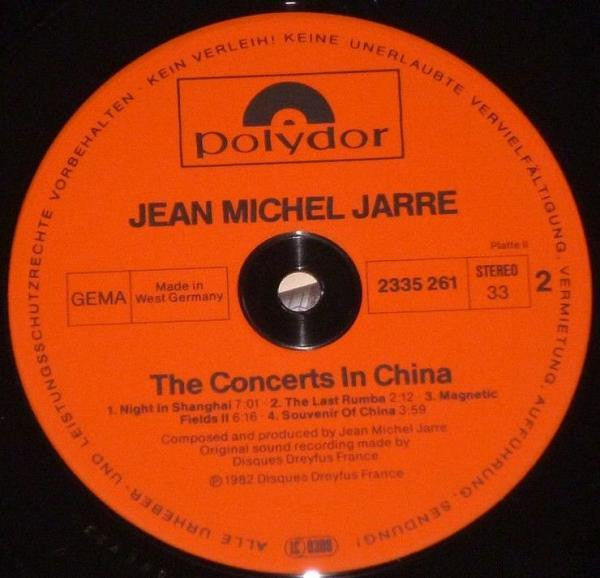 ALLE URHEBER- UND LEISTUNGSSCHUTZRECHTE VORBEHALTEN · KEIN VERLEIH! KEINE UNERLAUBTE VERVIELFÄLTIGUNG, VERMIETUNG, AUFFÜHRUNG, SENDUNG!
polydor
JEAN MICHEL JARRE
Platte II
GEMA
Made in
West Germany
2335 261
STEREO
33
2
The Concerts In China
1. Night in Shanghai 7:01 · 2. The Last Rumba 2:12 · 3. Magnetic
Fields II 6:16 · 4. Souvenir Of China 3:59
Composed and produced by Jean Michel Jarre
Original sound recording made by
Disques Dreyfus France
℗ 1982 Disques Dreyfus France